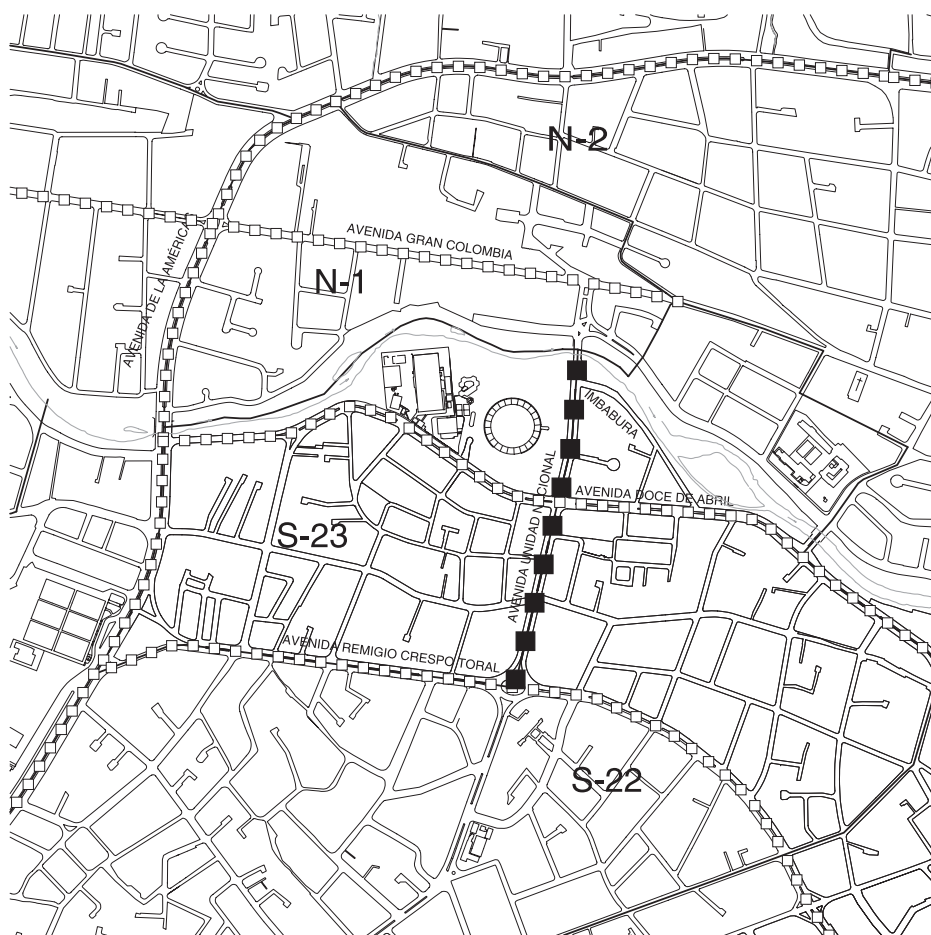 N-2
AVENIDA GRAN COLOMBIA
AVENIDA DE LA AMÉRICA
N-1
IMBABURA
AVENIDA DOCE DE ABRIL
AVENIDA UNIDAD NACIONAL
S-23
AVENIDA REMIGIO CRESPO TORAL
S-22